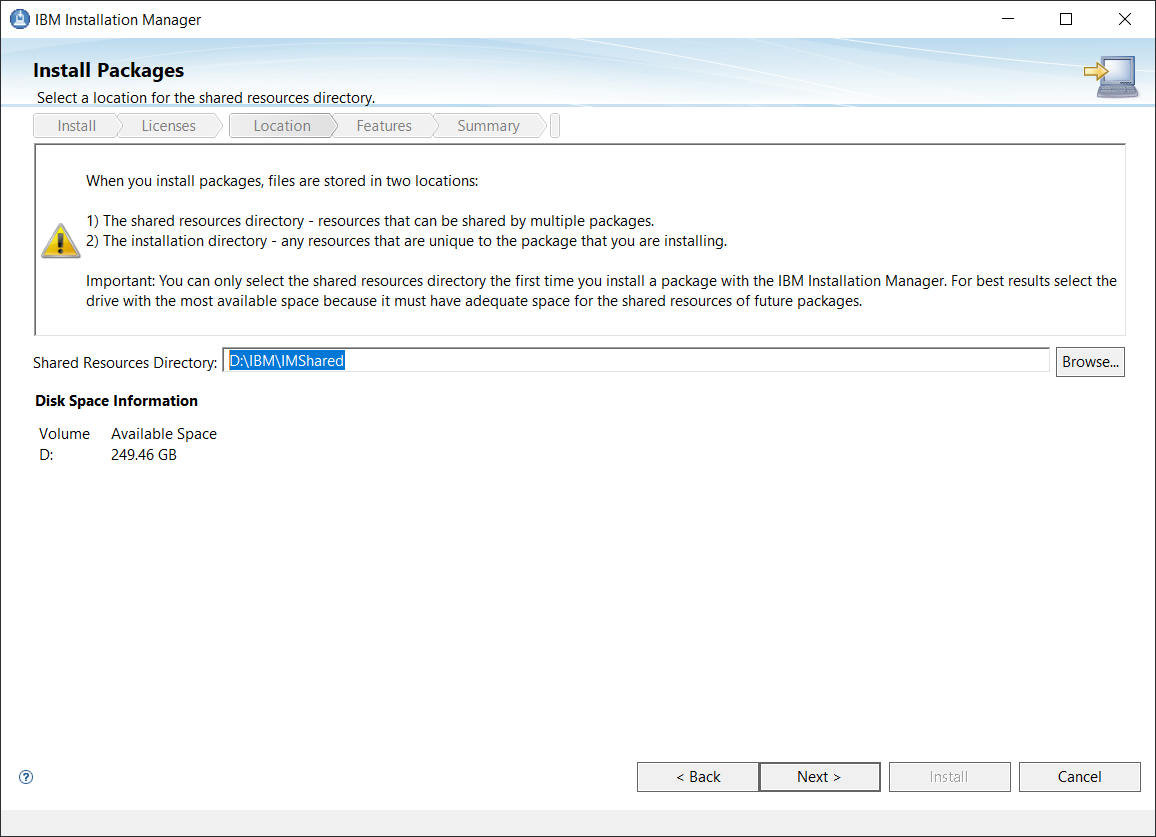 IBM Installation Manager
Install Packages
Select a location for the shared resources directory.
Install Licenses Location Features Summary
When you install packages, files are stored in two locations:
1) The shared resources directory - resources that can be shared by multiple packages.
2) The installation directory - any resources that are unique to the package that you are installing.
Important: You can only select the shared resources directory the first time you install a package with the IBM Installation Manager. For best results select the
drive with the most available space because it must have adequate space for the shared resources of future packages.
Shared Resources Directory: D:\IBM\IMShared Browse...
Disk Space Information
Volume Available Space
D: 249.46 GB
? < Back Next > Install Cancel